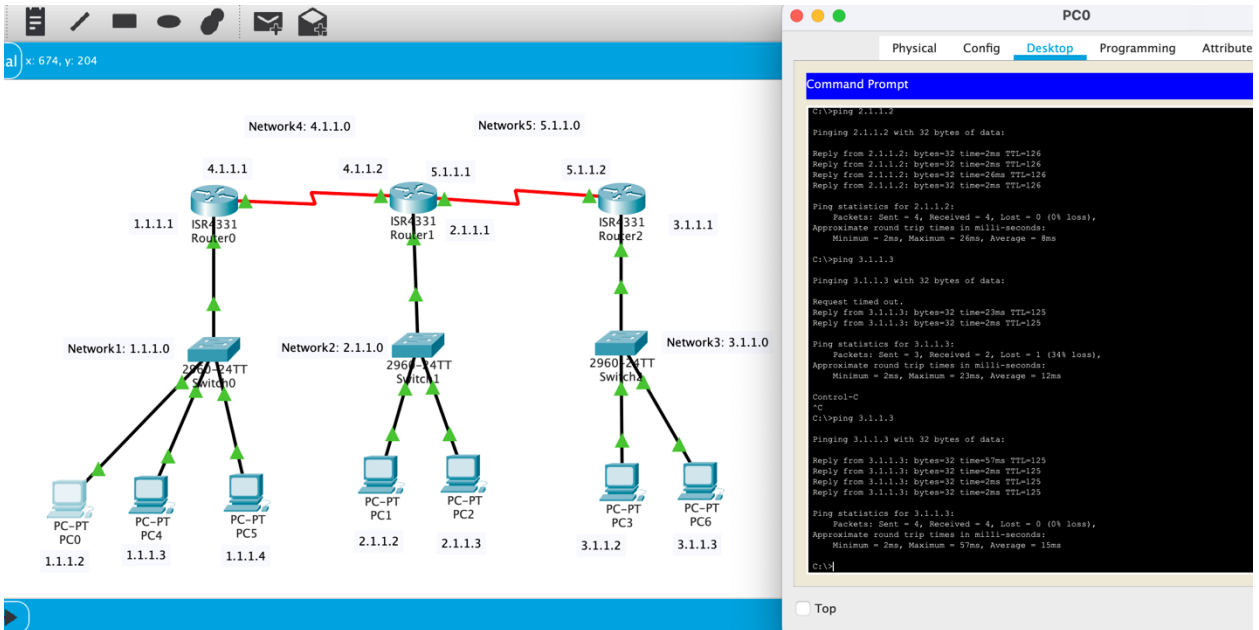 al x: 674, y: 204
Network4: 4.1.1.0
Network5: 5.1.1.0
4.1.1.1
4.1.1.2
5.1.1.1
5.1.1.2
1.1.1.1
ISR4331
Router0
ISR4331
Router1
2.1.1.1
ISR4331
Router2
3.1.1.1
Network1: 1.1.1.0
2960-24TT
Switch0
Network2: 2.1.1.0
2960-24TT
Switch1
Network3: 3.1.1.0
2960-24TT
Switch2
PC-PT
PC0
1.1.1.2
PC-PT
PC4
1.1.1.3
PC-PT
PC5
1.1.1.4
PC-PT
PC1
2.1.1.2
PC-PT
PC2
2.1.1.3
PC-PT
PC3
3.1.1.2
PC-PT
PC6
3.1.1.3
PC0
Physical Config Desktop Programming Attribute
Command Prompt
C:\>ping 2.1.1.2
Pinging 2.1.1.2 with 32 bytes of data:
Reply from 2.1.1.2: bytes=32 time=2ms TTL=126
Reply from 2.1.1.2: bytes=32 time=2ms TTL=126
Reply from 2.1.1.2: bytes=32 time=26ms TTL=126
Reply from 2.1.1.2: bytes=32 time=2ms TTL=126
Ping statistics for 2.1.1.2:
Packets: Sent = 4, Received = 4, Lost = 0 (0% loss),
Approximate round trip times in milli-seconds:
Minimum = 2ms, Maximum = 26ms, Average = 8ms
C:\>ping 3.1.1.3
Pinging 3.1.1.3 with 32 bytes of data:
Request timed out.
Reply from 3.1.1.3: bytes=32 time=23ms TTL=125
Reply from 3.1.1.3: bytes=32 time=2ms TTL=125
Ping statistics for 3.1.1.3:
Packets: Sent = 3, Received = 2, Lost = 1 (34% loss),
Approximate round trip times in milli-seconds:
Minimum = 2ms, Maximum = 23ms, Average = 12ms
Control-C
^C
C:\>ping 3.1.1.3
Pinging 3.1.1.3 with 32 bytes of data:
Reply from 3.1.1.3: bytes=32 time=57ms TTL=125
Reply from 3.1.1.3: bytes=32 time=2ms TTL=125
Reply from 3.1.1.3: bytes=32 time=2ms TTL=125
Reply from 3.1.1.3: bytes=32 time=2ms TTL=125
Ping statistics for 3.1.1.3:
Packets: Sent = 4, Received = 4, Lost = 0 (0% loss),
Approximate round trip times in milli-seconds:
Minimum = 2ms, Maximum = 57ms, Average = 15ms
C:\>
Top